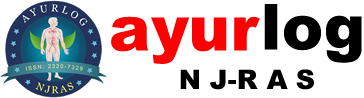 AYURLOG
ISSN: 2320-7329
NJRAS
ayurlog
N J-R A S